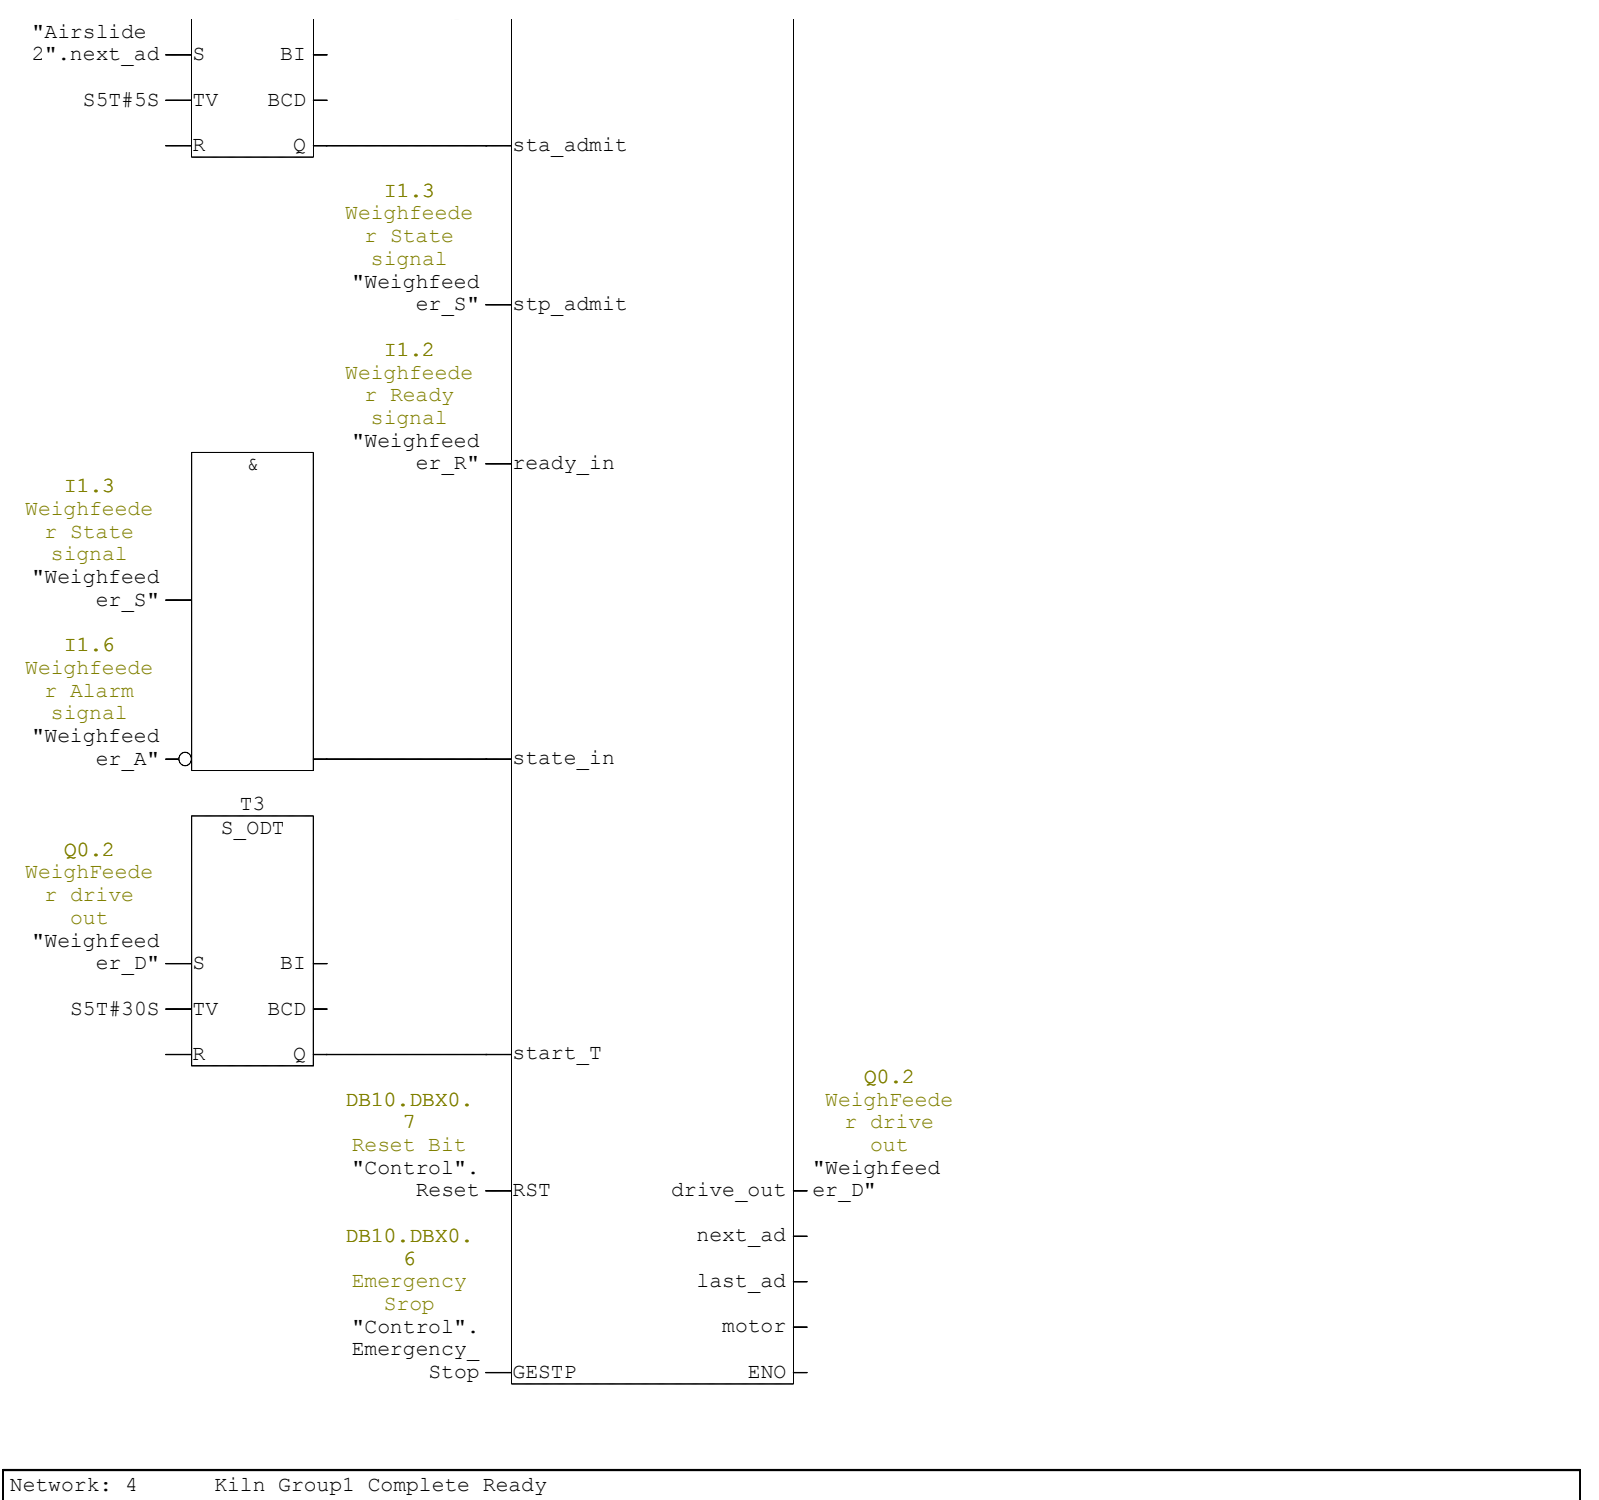 "Airslide
2".next_ad
S BI
S5T#5S
TV BCD
R Q
sta_admit
I1.3
Weighfeede
r State
signal
"Weighfeed
er_S"
stp_admit
I1.2
Weighfeede
r Ready
signal
"Weighfeed
er_R"
ready_in
&
I1.3
Weighfeede
r State
signal
"Weighfeed
er_S"
I1.6
Weighfeede
r Alarm
signal
"Weighfeed
er_A"
state_in
T3
S_ODT
Q0.2
WeighFeede
r drive
out
"Weighfeed
er_D"
S BI
S5T#30S
TV BCD
R Q
start_T
DB10.DBX0.
7
Reset Bit
"Control".
Reset
RST
drive_out
Q0.2
WeighFeede
r drive
out
"Weighfeed
er_D"
next_ad
DB10.DBX0.
6
Emergency
Srop
"Control".
Emergency_
Stop
GESTP
last_ad
motor
ENO
Network: 4 Kiln Group1 Complete Ready